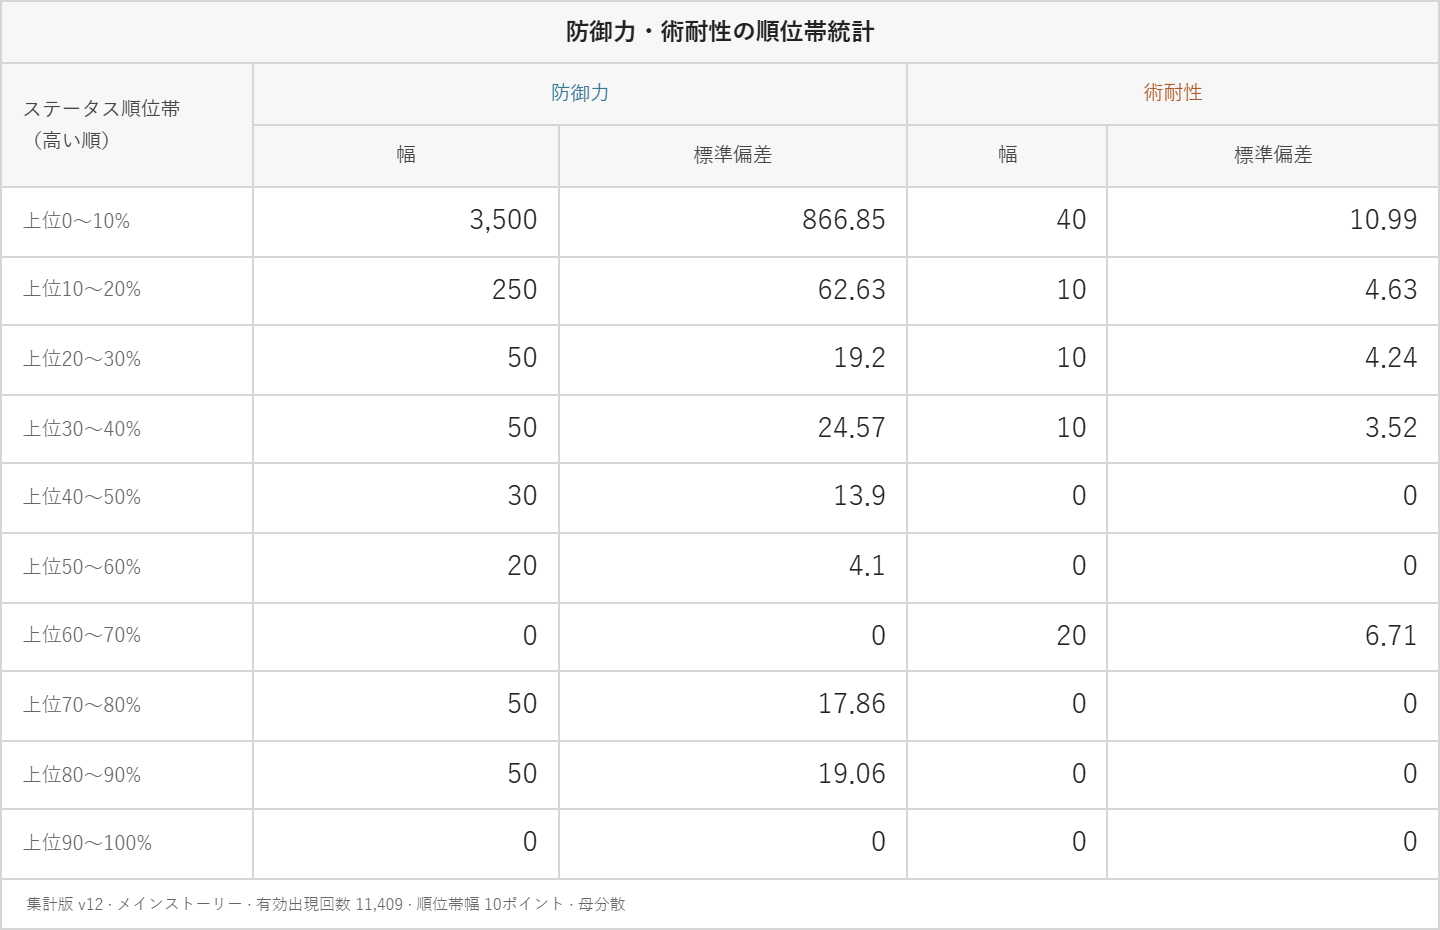 防御力・術耐性の順位帯統計
ステータス順位帯
（高い順）
防御力
術耐性
幅
標準偏差
幅
標準偏差
上位0～10% 3,500 866.85 40 10.99
上位10～20% 250 62.63 10 4.63
上位20～30% 50 19.2 10 4.24
上位30～40% 50 24.57 10 3.52
上位40～50% 30 13.9 0 0
上位50～60% 20 4.1 0 0
上位60～70% 0 0 20 6.71
上位70～80% 50 17.86 0 0
上位80～90% 50 19.06 0 0
上位90～100% 0 0 0 0
集計版 v12 · メインストーリー · 有効出現回数 11,409 · 順位帯幅 10ポイント · 母分散